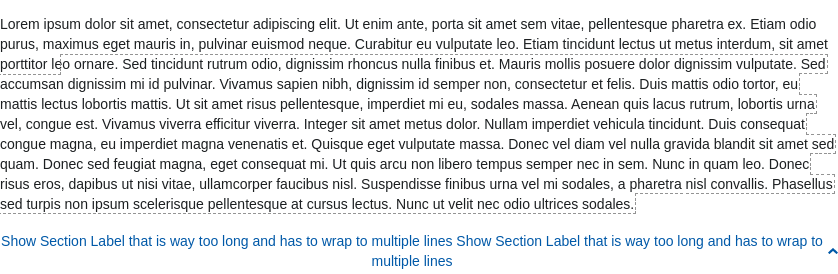 Lorem ipsum dolor sit amet, consectetur adipiscing elit. Ut enim ante, porta sit amet sem vitae, pellentesque pharetra ex. Etiam odio
purus, maximus eget mauris in, pulvinar euismod neque. Curabitur eu vulputate leo. Etiam tincidunt lectus ut metus interdum, sit amet
porttitor leo ornare. Sed tincidunt rutrum odio, dignissim rhoncus nulla finibus et. Mauris mollis posuere dolor dignissim vulputate. Sed
accumsan dignissim mi id pulvinar. Vivamus sapien nibh, dignissim id semper non, consectetur et felis. Duis mattis odio tortor, eu
mattis lectus lobortis mattis. Ut sit amet risus pellentesque, imperdiet mi eu, sodales massa. Aenean quis lacus rutrum, lobortis urna
vel, congue est. Vivamus viverra efficitur viverra. Integer sit amet metus dolor. Nullam imperdiet vehicula tincidunt. Duis consequat
congue magna, eu imperdiet magna venenatis et. Quisque eget vulputate massa. Donec vel diam vel nulla gravida blandit sit amet sed
quam. Donec sed feugiat magna, eget consequat mi. Ut quis arcu non libero tempus semper nec in sem. Nunc in quam leo. Donec
risus eros, dapibus ut nisi vitae, ullamcorper faucibus nisl. Suspendisse finibus urna vel mi sodales, a pharetra nisl convallis. Phasellus
sed turpis non ipsum scelerisque pellentesque at cursus lectus. Nunc ut velit nec odio ultrices sodales.
Show Section Label that is way too long and has to wrap to multiple lines Show Section Label that is way too long and has to wrap to
multiple lines